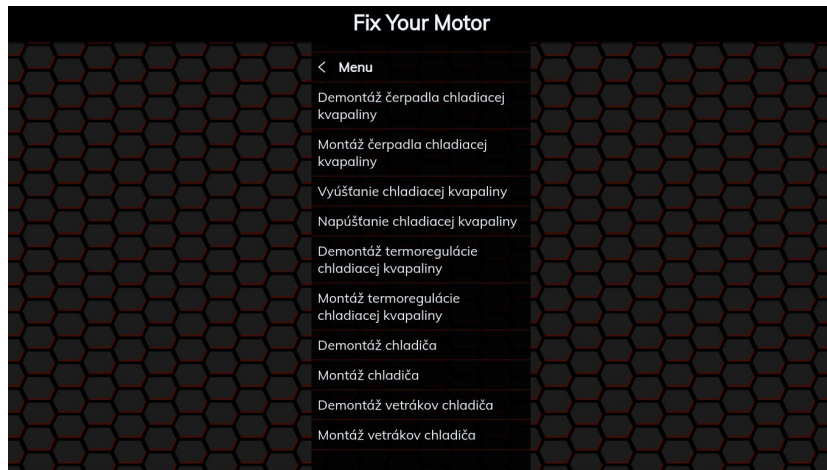 Fix Your Motor
Menu
Demontáž čerpadla chladiacej
kvapaliny
Montáž čerpadla chladiacej
kvapaliny
Vyúšťanie chladiacej kvapaliny
Napúšťanie chladiacej kvapaliny
Demontáž termoregulácie
chladiacej kvapaliny
Montáž termoregulácie
chladiacej kvapaliny
Demontáž chladiča
Montáž chladiča
Demontáž vetrákov chladiča
Montáž vetrákov chladiča